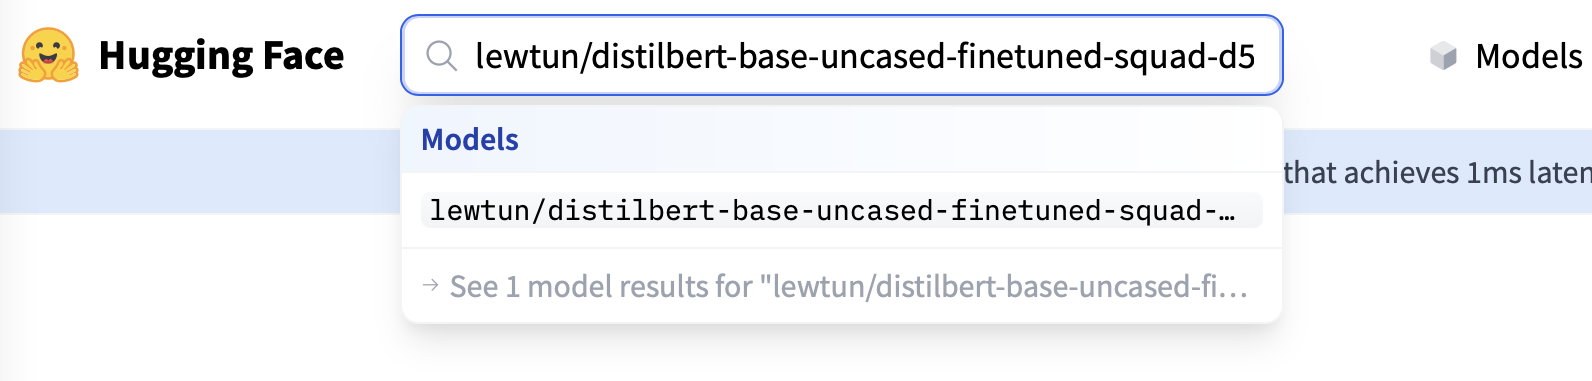 Hugging Face
lewtun/distilbert-base-uncased-finetuned-squad-d5
Models
Models
lewtun/distilbert-base-uncased-finetuned-squad-…
→ See 1 model results for "lewtun/distilbert-base-uncased-fi…
that achieves 1ms laten